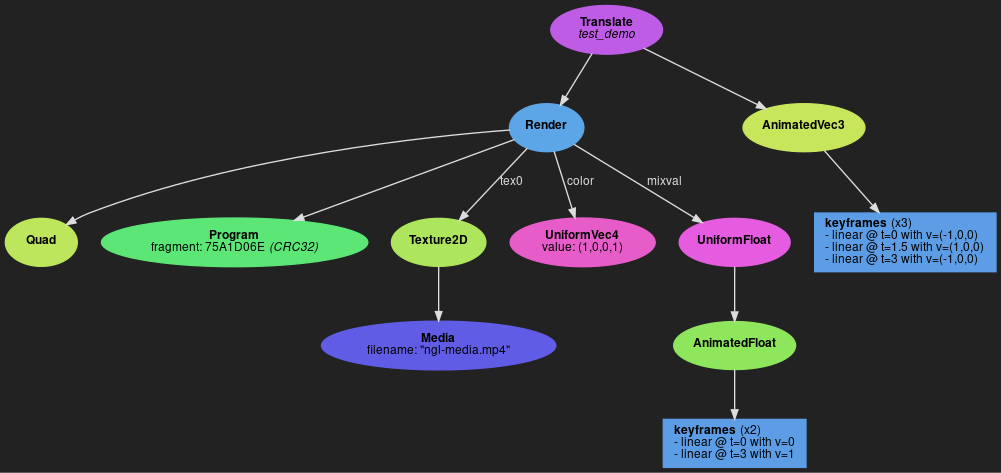 Translate
test_demo
Render
AnimatedVec3
tex0
color
mixval
Quad
Program
fragment: 75A1D06E (CRC32)
Texture2D
UniformVec4
value: (1,0,0,1)
UniformFloat
keyframes (x3)
- linear @ t=0 with v=(-1,0,0)
- linear @ t=1.5 with v=(1,0,0)
- linear @ t=3 with v=(-1,0,0)
Media
filename: "ngl-media.mp4"
AnimatedFloat
keyframes (x2)
- linear @ t=0 with v=0
- linear @ t=3 with v=1